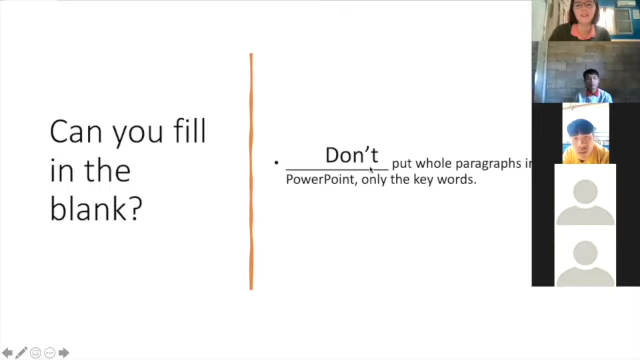 Can you fill
in the
blank?
• Don't put whole paragraphs in
PowerPoint, only the key words.